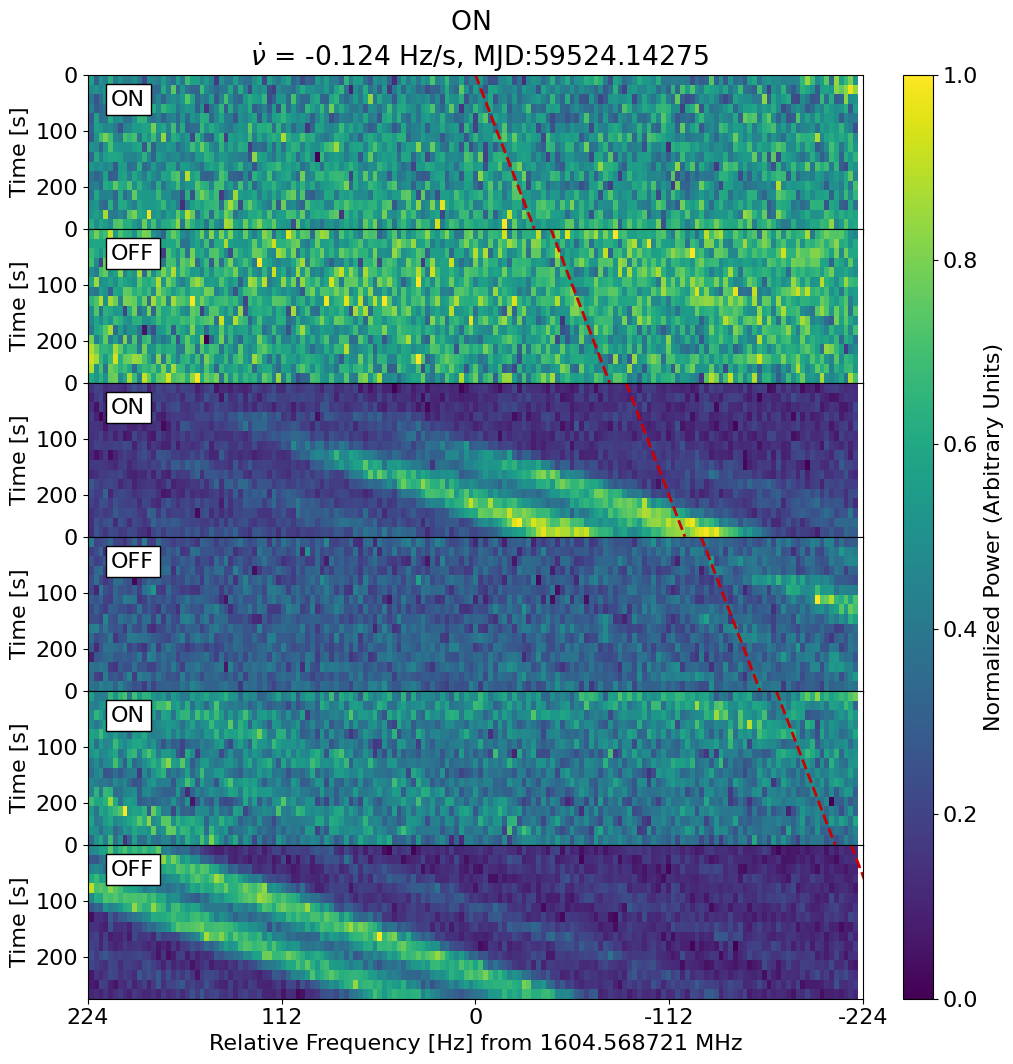 ON
ν̇ = -0.124 Hz/s, MJD:59524.14275
0
100
200
Time [s]
ON
0
100
200
Time [s]
OFF
0
100
200
Time [s]
ON
0
100
200
Time [s]
OFF
0
100
200
Time [s]
ON
0
100
200
Time [s]
OFF
224 112 0 -112 -224
Relative Frequency [Hz] from 1604.568721 MHz
1.0
0.8
0.6
0.4
0.2
0.0
Normalized Power (Arbitrary Units)